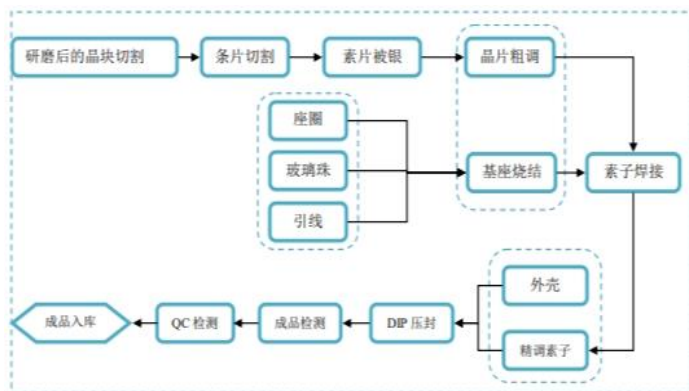 研磨后的晶块切割
条片切割
素片被银
晶片粗调
座圈
玻璃珠
基座烧结
素子焊接
引线
外壳
成品入库
QC 检测
成品检测
DIP 压封
精调素子